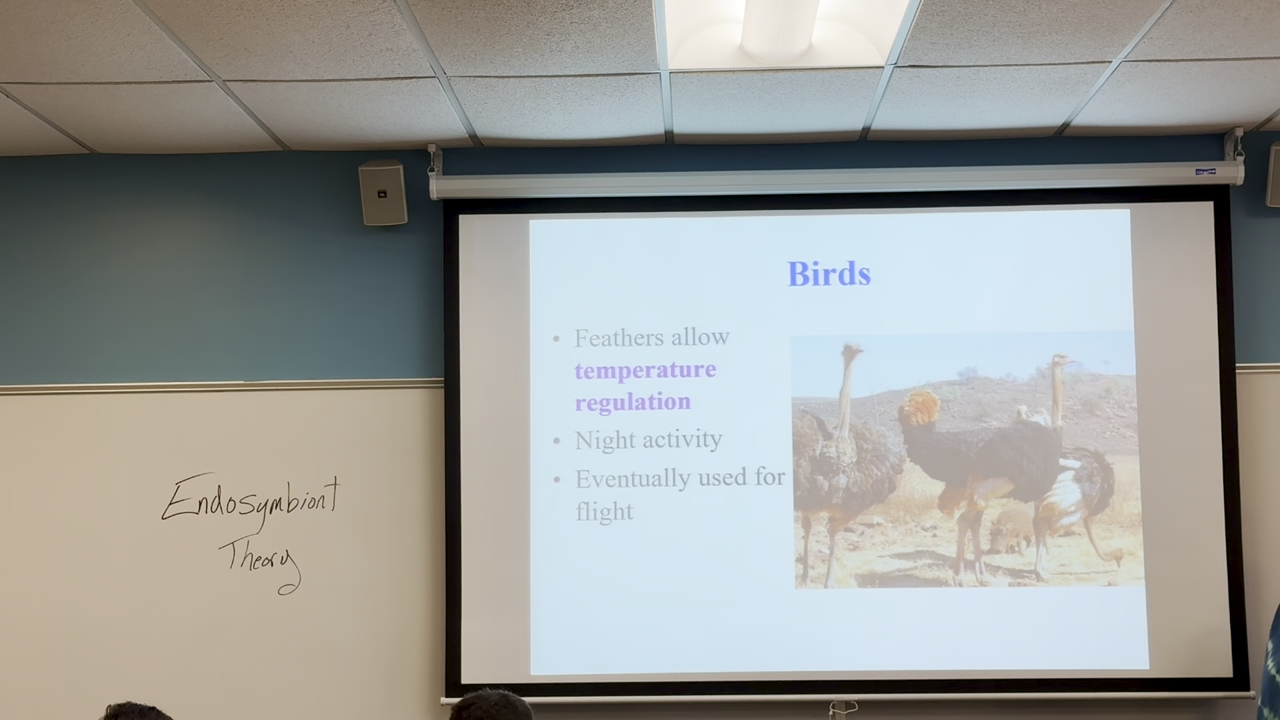 Birds
• Feathers allow
temperature
regulation
• Night activity
• Eventually used for
flight
Endosymbiont
Theory